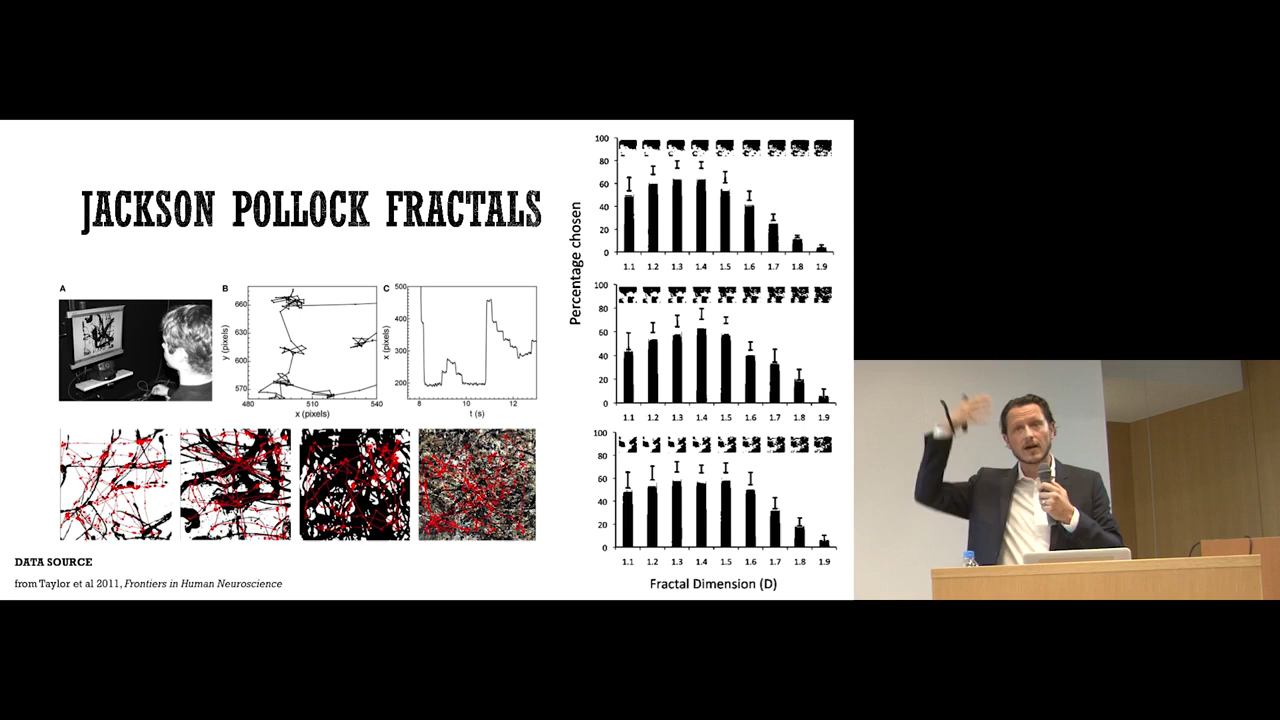 JACKSON POLLOCK FRACTALS
A
B
C
y (pixels)
660
630
600
570
480
510
540
x (pixels)
x (pixels)
500
400
300
200
8
10
12
t (s)
DATA SOURCE
from Taylor et al 2011, Frontiers in Human Neuroscience
Percentage chosen
100
80
60
40
20
0
1.1 1.2 1.3 1.4 1.5 1.6 1.7 1.8 1.9
100
80
60
40
20
0
1.1 1.2 1.3 1.4 1.5 1.6 1.7 1.8 1.9
100
80
60
40
20
0
1.1 1.2 1.3 1.4 1.5 1.6 1.7 1.8 1.9
Fractal Dimension (D)